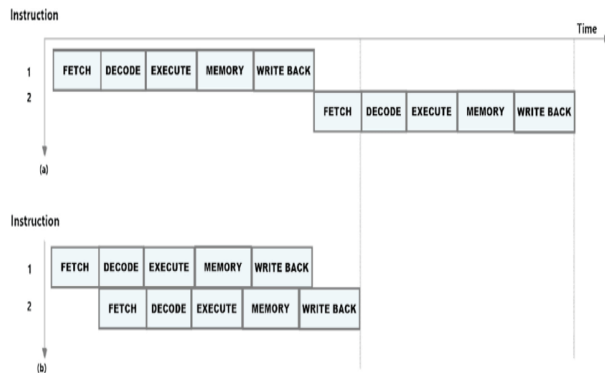 Instruction
Time
1 FETCH DECODE EXECUTE MEMORY WRITE BACK
2 FETCH DECODE EXECUTE MEMORY WRITE BACK
(a)
Instruction
1 FETCH DECODE EXECUTE MEMORY WRITE BACK
2 FETCH DECODE EXECUTE MEMORY WRITE BACK
(b)